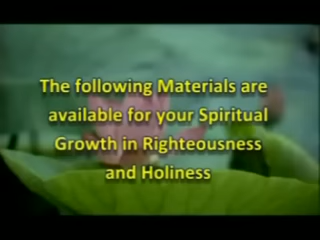 The following Materials are
available for your Spiritual
Growth in Righteousness
and Holiness